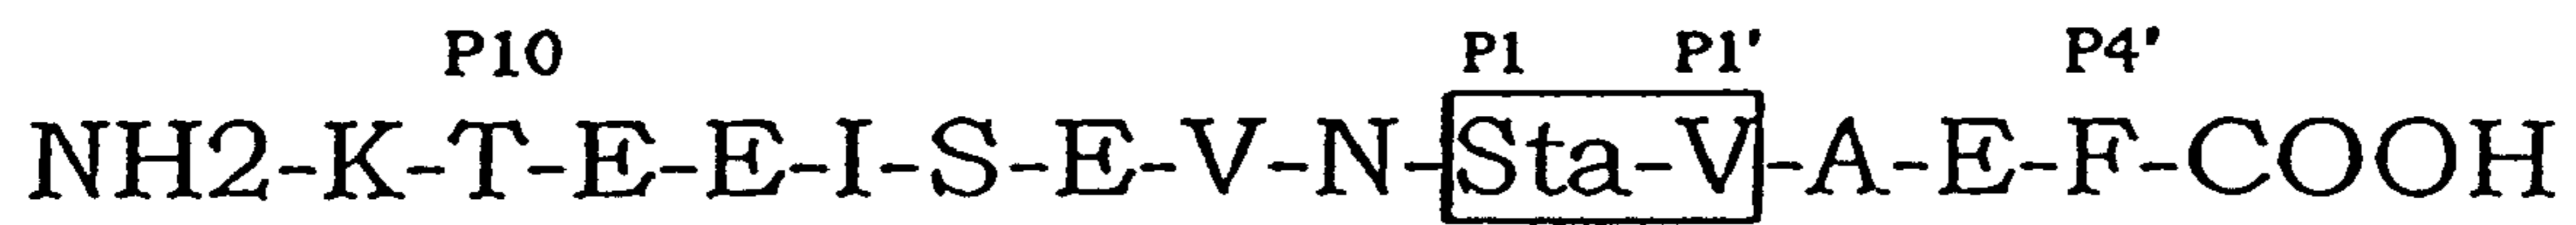 P10 P1 P1' P4'
NH2-K-T-E-E-I-S-E-V-N-Sta-V-A-E-F-COOH